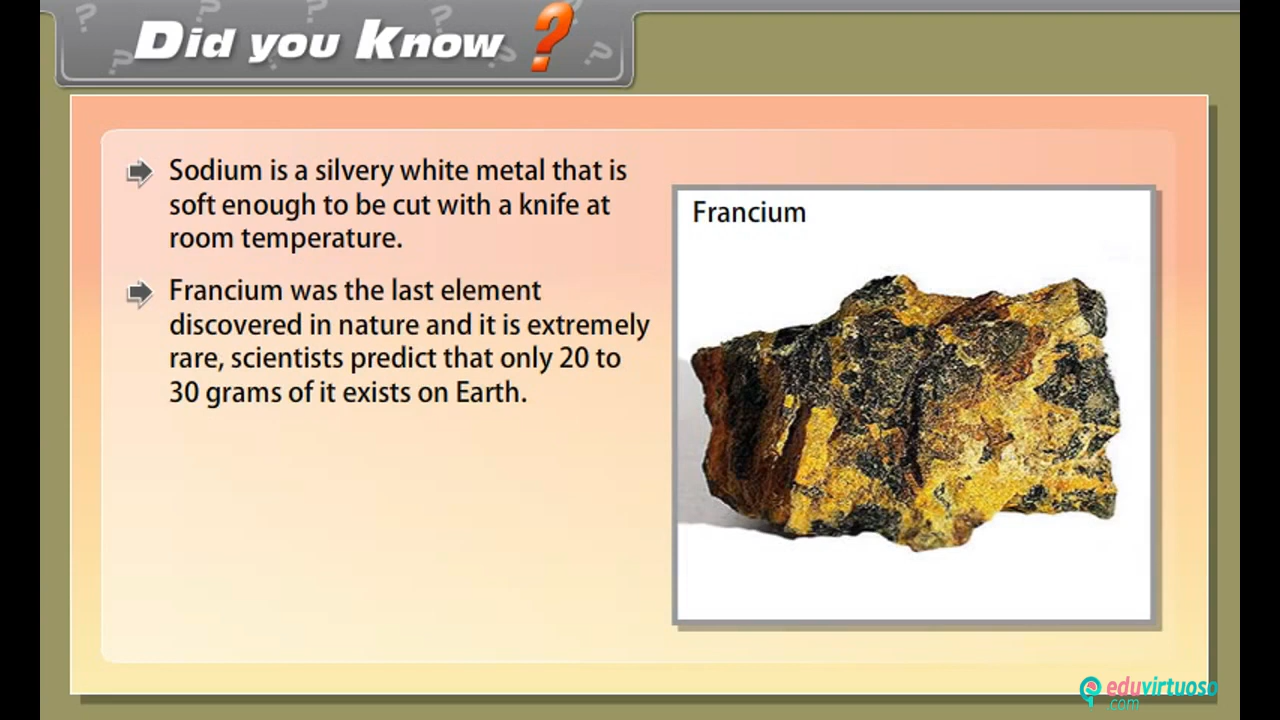 Did you Know ?
Sodium is a silvery white metal that is
soft enough to be cut with a knife at
room temperature.
Francium was the last element
discovered in nature and it is extremely
rare, scientists predict that only 20 to
30 grams of it exists on Earth.
Francium
eduvirtuoso
.com